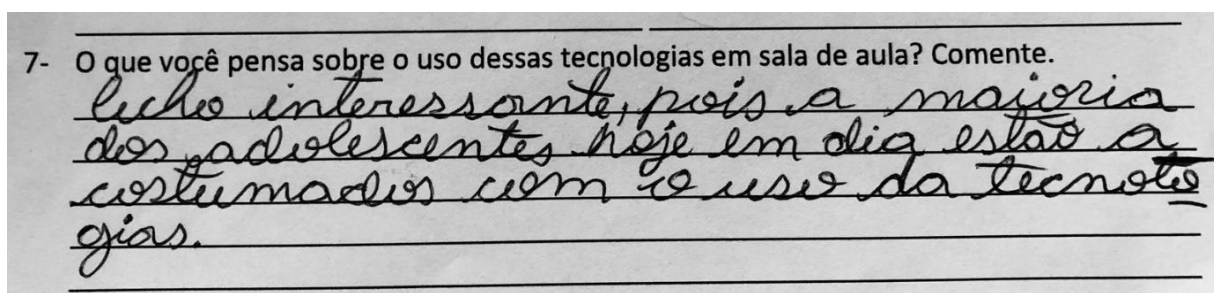 7- O que você pensa sobre o uso dessas tecnologias em sala de aula? Comente.
Acho interessante, pois a maioria
dos adolescentes hoje em dia estão a
costumados com o uso da tecnolo
gias.